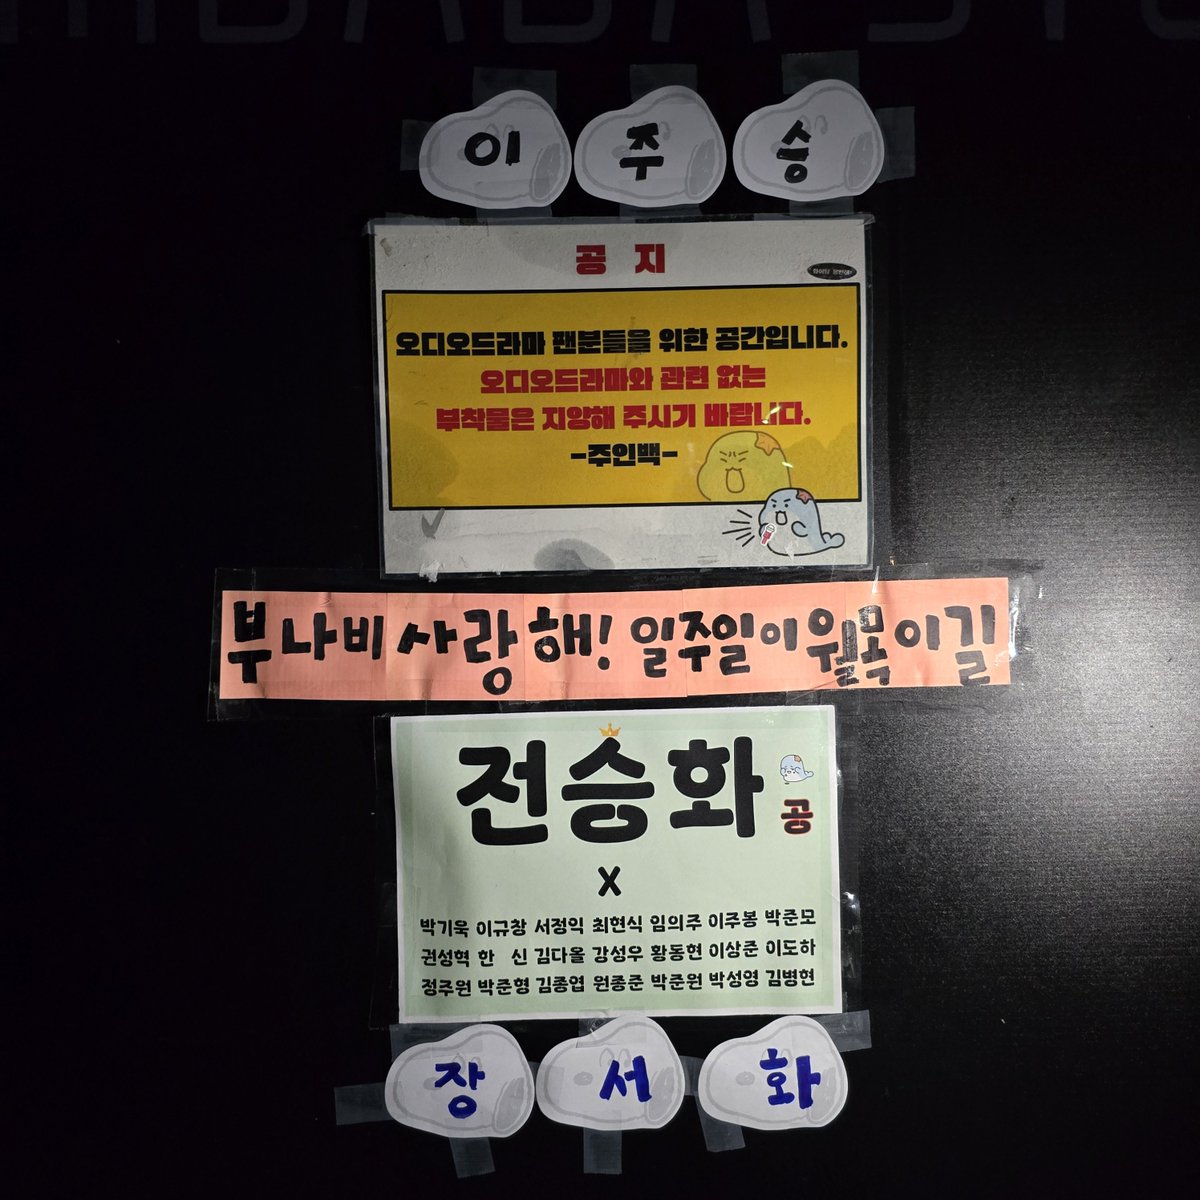 이주승
공지
오디오드라마 팬분들을 위한 공간입니다.
오디오드라마와 관련 없는
부착물은 지양해 주시기 바랍니다.
-주인백-
부나비사랑해! 일주일이월목이길
전승화
공
X
박기욱 이규창 서정익 최현식 임의주 이주봉 박준모
권성혁 한 신 김다올 강성우 황동현 이상준 이도하
정주원 박준형 김종엽 원종준 박준원 박성영 김병현
장서화